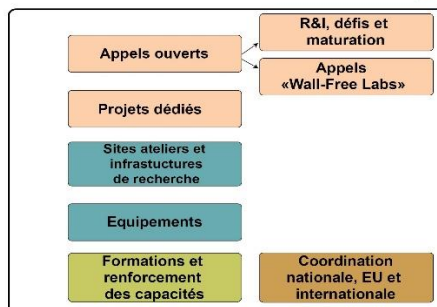 Appels ouverts
R&I, défis et
maturation
Appels
«Wall-Free Labs»
Projets dédiés
Sites ateliers et
infrastuctures
de recherche
Equipements
Formations et
renforcement
des capacités
Coordination
nationale, EU et
internationale